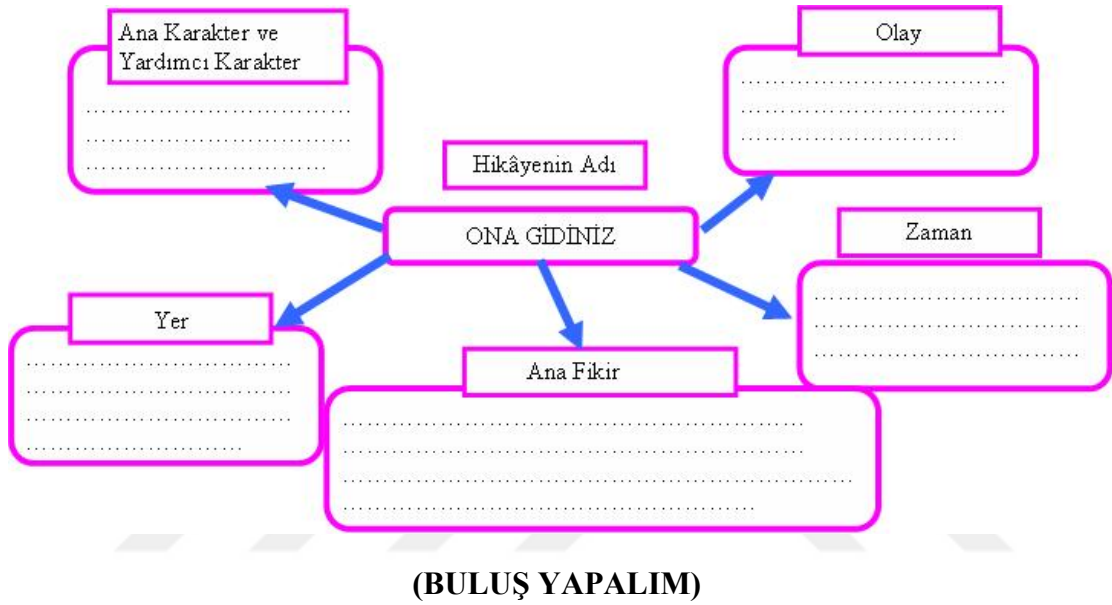 Ana Karakter ve
Yardımcı Karakter
...............................
...............................
............................
Olay
...............................
...............................
.........................
Hikâyenin Adı
ONA GİDİNİZ
Zaman
...............................
...............................
...............................
Yer
...............................
...............................
...............................
.........................
Ana Fikir
......................................................
......................................................
............................................................
................................................
(BULUŞ YAPALIM)